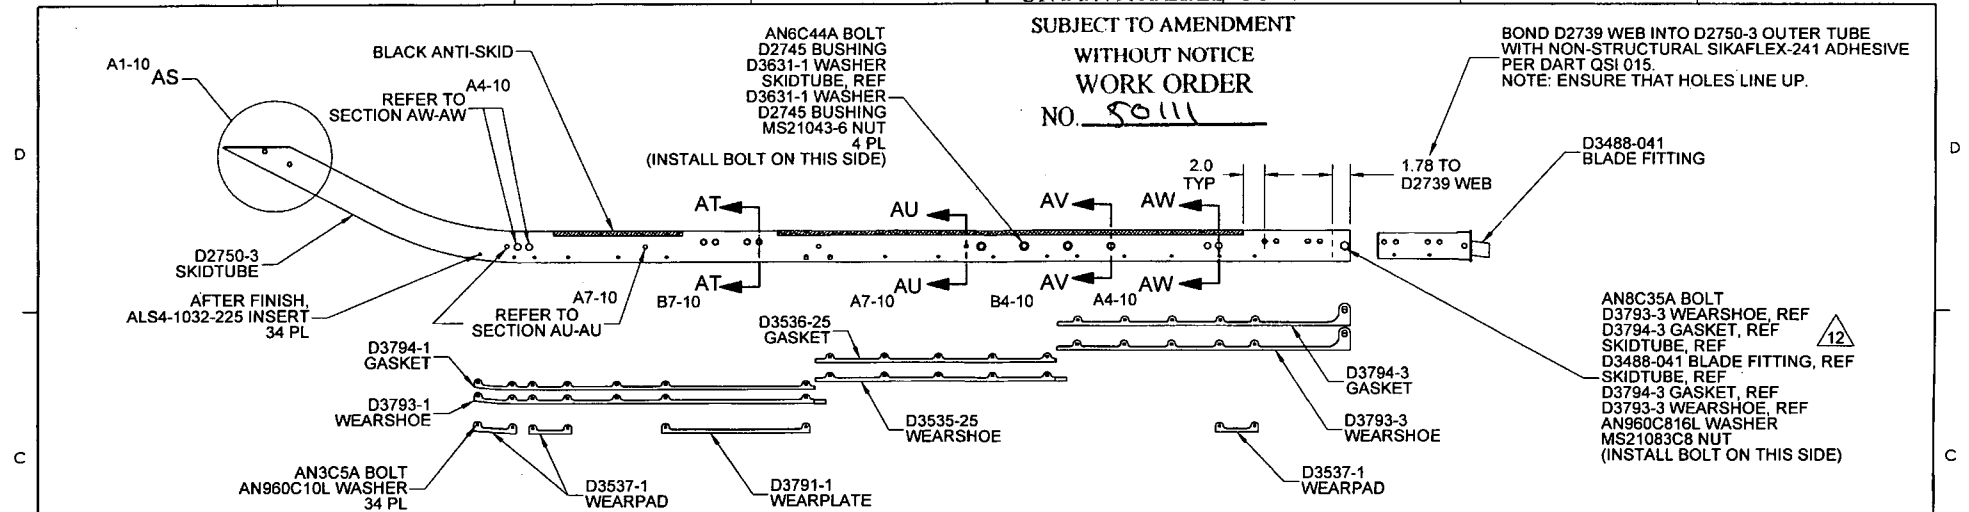 SUBJECT TO AMENDMENT
WITHOUT NOTICE
WORK ORDER
NO. 50111
A1-10
AS
BLACK ANTI-SKID
A4-10
REFER TO
SECTION AW-AW
AN6C44A BOLT
D2745 BUSHING
D3631-1 WASHER
SKIDTUBE, REF
D3631-1 WASHER
D2745 BUSHING
MS21043-6 NUT
4 PL
(INSTALL BOLT ON THIS SIDE)
BOND D2739 WEB INTO D2750-3 OUTER TUBE
WITH NON-STRUCTURAL SIKAFLEX-241 ADHESIVE
PER DART QSI 015.
NOTE: ENSURE THAT HOLES LINE UP.
D
D
2.0
TYP
1.78 TO
D2739 WEB
D3488-041
BLADE FITTING
AT
AU
AV
AW
D2750-3
SKIDTUBE
AT
AU
AV
AW
A7-10
B7-10
A7-10
B4-10
A4-10
AFTER FINISH,
ALS4-1032-225 INSERT
34 PL
REFER TO
SECTION AU-AU
D3794-1
GASKET
D3536-25
GASKET
D3793-1
WEARSHOE
D3535-25
WEARSHOE
D3794-3
GASKET
D3793-3
WEARSHOE
AN8C35A BOLT
D3793-3 WEARSHOE, REF
D3794-3 GASKET, REF
SKIDTUBE, REF
12
D3488-041 BLADE FITTING, REF
SKIDTUBE, REF
D3794-3 GASKET, REF
D3793-3 WEARSHOE, REF
AN960C816L WASHER
MS21083C8 NUT
(INSTALL BOLT ON THIS SIDE)
C
C
AN3C5A BOLT
AN960C10L WASHER
34 PL
D3537-1
WEARPAD
D3791-1
WEARPLATE
D3537-1
WEARPAD